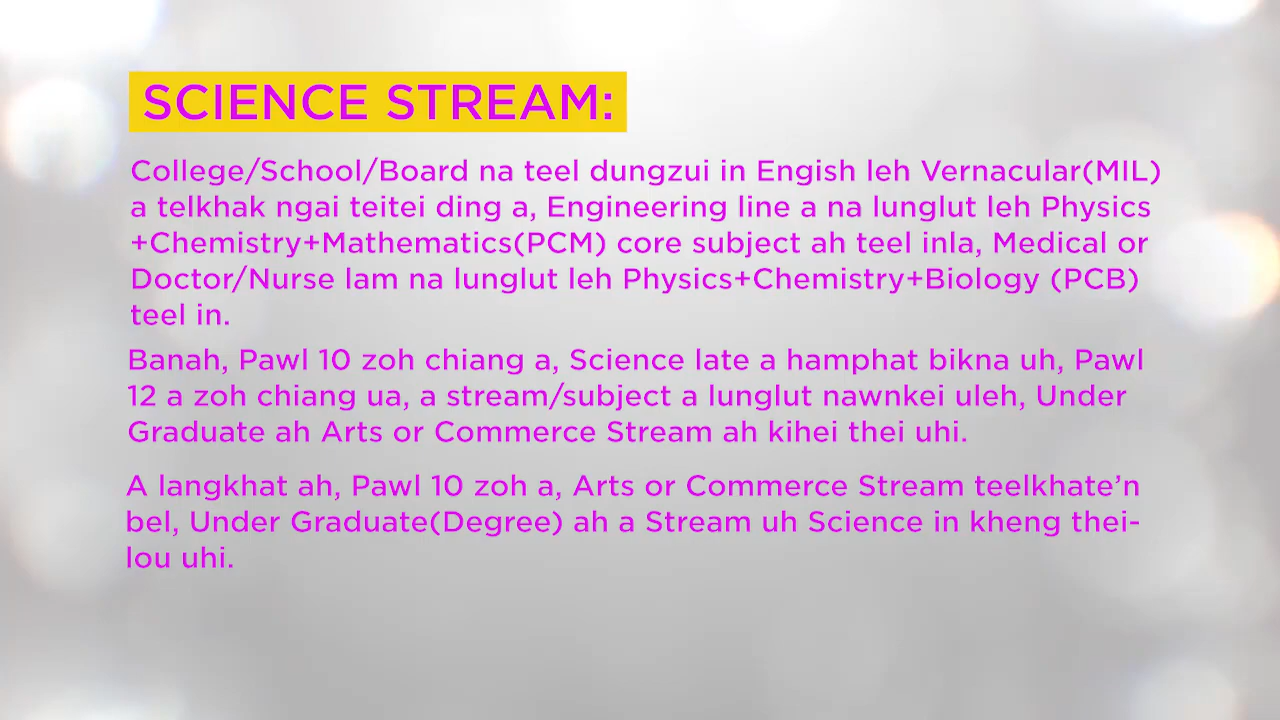 SCIENCE STREAM:
College/School/Board na teel dungzui in Engish leh Vernacular(MIL)
a telkhak ngai teitei ding a, Engineering line a na lunglut leh Physics
+Chemistry+Mathematics(PCM) core subject ah teel inla, Medical or
Doctor/Nurse lam na lunglut leh Physics+Chemistry+Biology (PCB)
teel in.
Banah, Pawl 10 zoh chiang a, Science late a hamphat bikna uh, Pawl
12 a zoh chiang ua, a stream/subject a lunglut nawnkei uleh, Under
Graduate ah Arts or Commerce Stream ah kihei thei uhi.
A langkhat ah, Pawl 10 zoh a, Arts or Commerce Stream teelkhate’n
bel, Under Graduate(Degree) ah a Stream uh Science in kheng thei-
lou uhi.